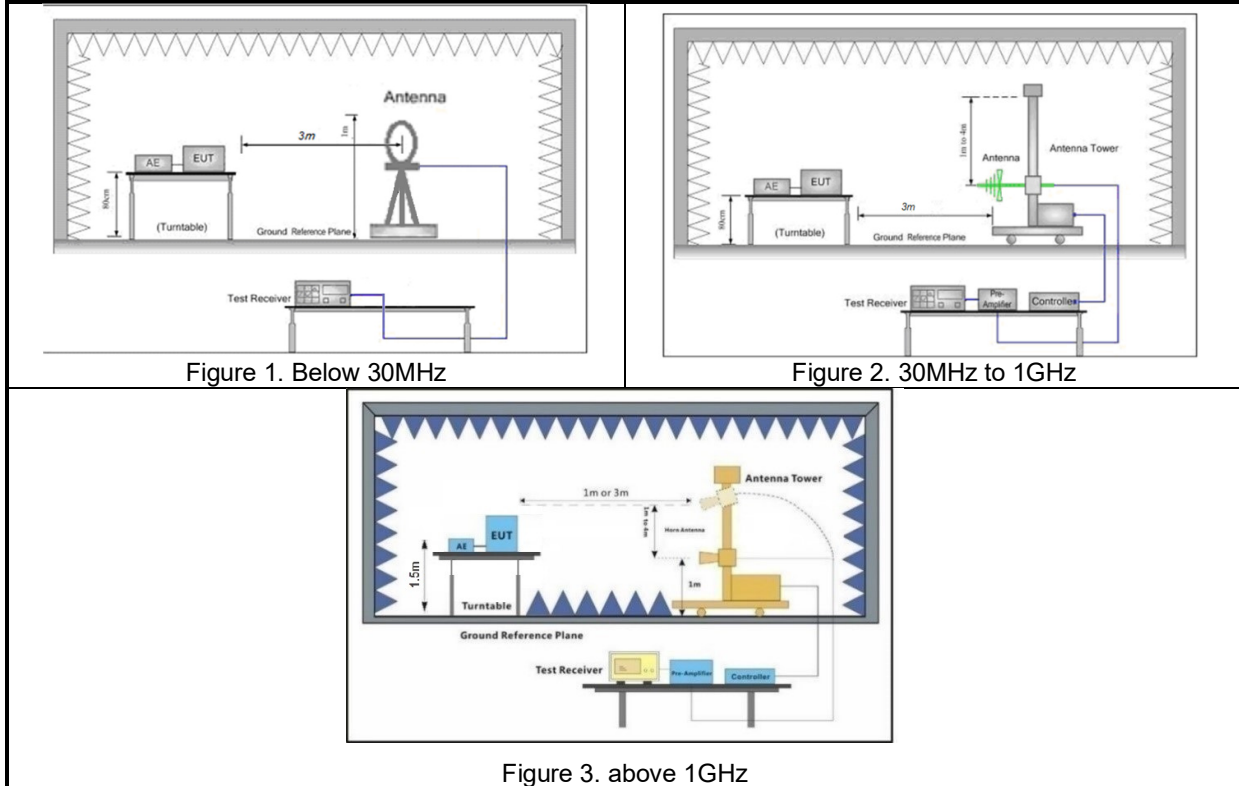 Antenna
3m
1m
AE
EUT
80cm
(Turntable)
Ground Reference Plane
Test Receiver
Figure 1. Below 30MHz
1m to 4m
Antenna
Antenna Tower
AE
EUT
3m
80cm
(Turntable)
Ground Reference Plane
Test Receiver
Pre-
Amplifier
Controller
Figure 2. 30MHz to 1GHz
Antenna Tower
1m or 3m
1m to 4m
Horn Antenna
EUT
AE
1.5m
1m
Turntable
Ground Reference Plane
Test Receiver
Pre-Amplifier
Controller
Figure 3. above 1GHz